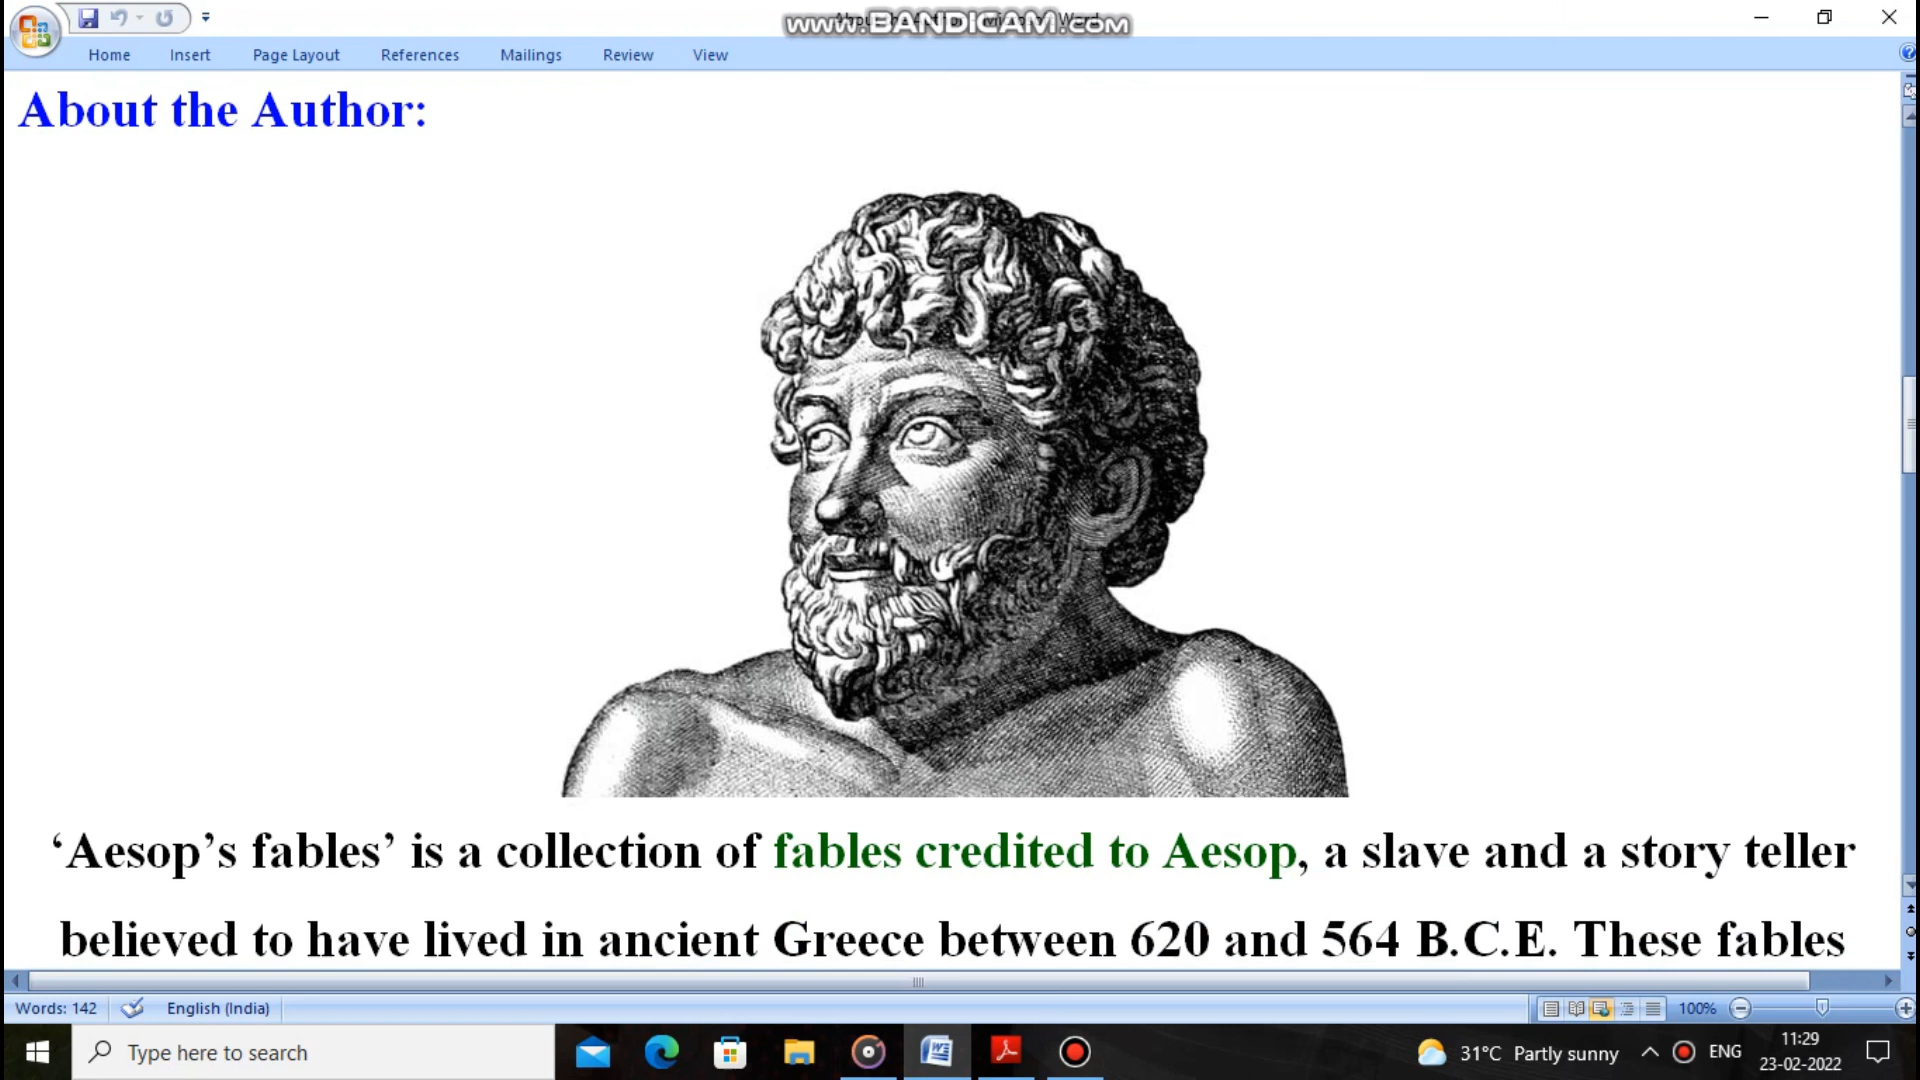 www.BANDICAM.com
Home Insert Page Layout References Mailings Review View
About the Author:
‘Aesop’s fables’ is a collection of fables credited to Aesop, a slave and a story teller
believed to have lived in ancient Greece between 620 and 564 B.C.E. These fables
Words: 142 English (India) 100%
Type here to search 31°C Partly sunny ENG 11:29
23-02-2022